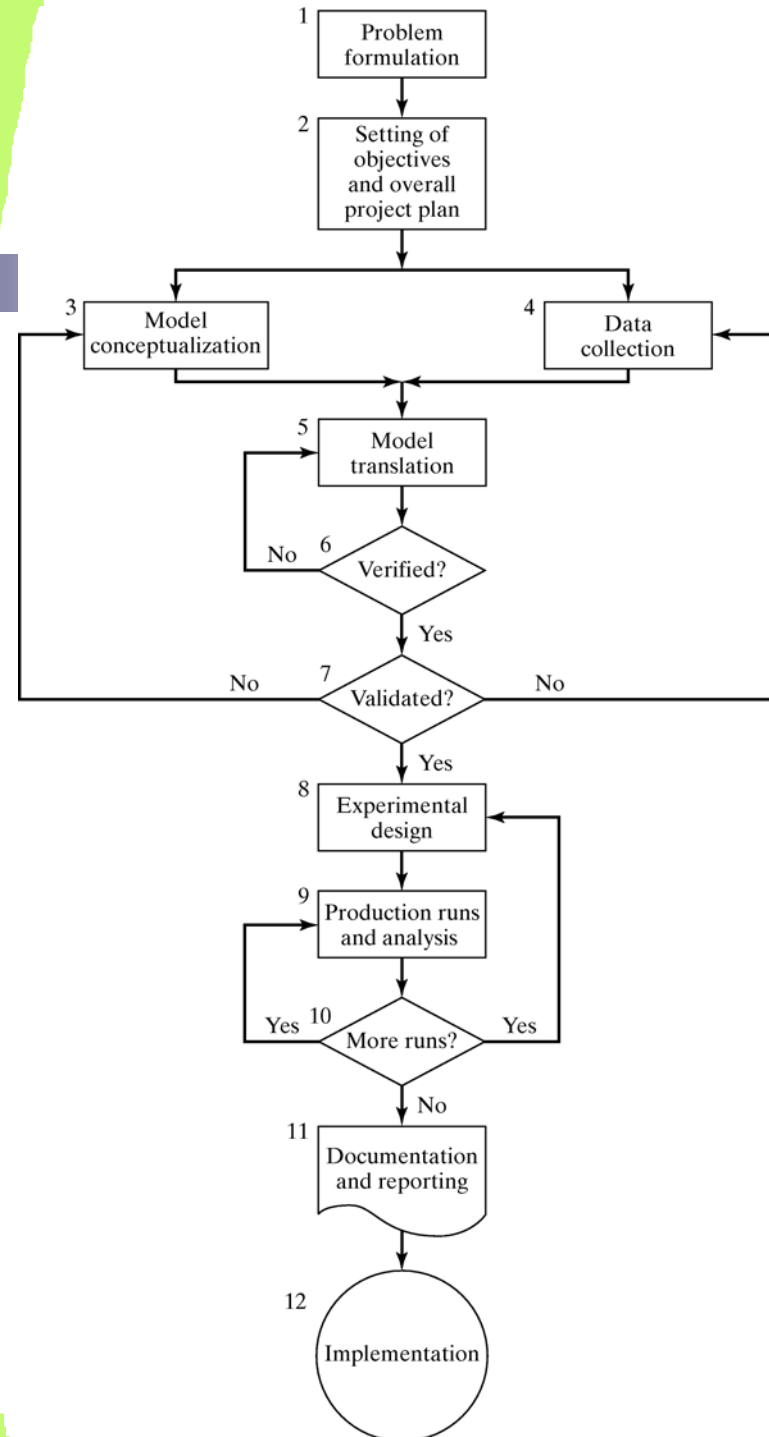 1
Problem
formulation
2
Setting of
objectives
and overall
project plan
3
Model
conceptualization
4
Data
collection
5
Model
translation
6
No
Verified?
Yes
7
No
Validated?
No
Yes
8
Experimental
design
9
Production runs
and analysis
10
Yes
More runs?
Yes
No
11
Documentation
and reporting
12
Implementation